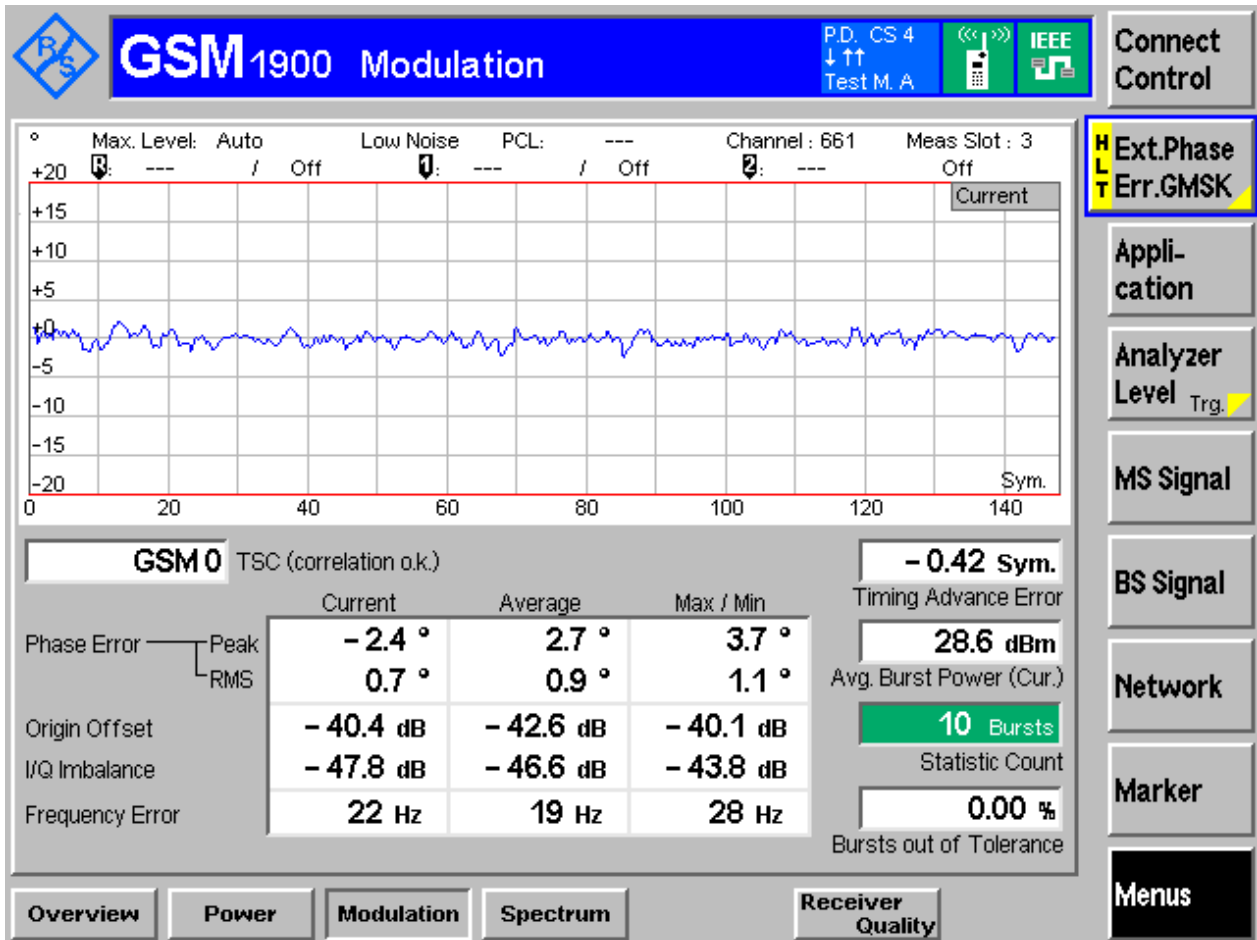 R/S
GSM 1900 Modulation
P.D. CS 4
↓ ↑↑
Test M. A
IEEE
Connect
Control
° Max. Level: Auto Low Noise PCL: --- Channel : 661 Meas Slot : 3
R: --- / Off 1: --- / Off 2: --- Off
Current
+20
+15
+10
+5
+0
-5
-10
-15
-20
Sym.
0 20 40 60 80 100 120 140
H
L
T
Ext.Phase
Err.GMSK
Appli-
cation
Analyzer
Level Trg.
MS Signal
BS Signal
Network
Marker
Menus
GSM 0 TSC (correlation o.k.)
– 0.42 Sym.
Timing Advance Error
Current Average Max / Min
Phase Error Peak – 2.4 ° 2.7 ° 3.7 °
RMS 0.7 ° 0.9 ° 1.1 °
28.6 dBm
Avg. Burst Power (Cur.)
Origin Offset – 40.4 dB – 42.6 dB – 40.1 dB
10 Bursts
Statistic Count
I/Q Imbalance – 47.8 dB – 46.6 dB – 43.8 dB
Frequency Error 22 Hz 19 Hz 28 Hz
0.00 %
Bursts out of Tolerance
Overview Power Modulation Spectrum Receiver
Quality